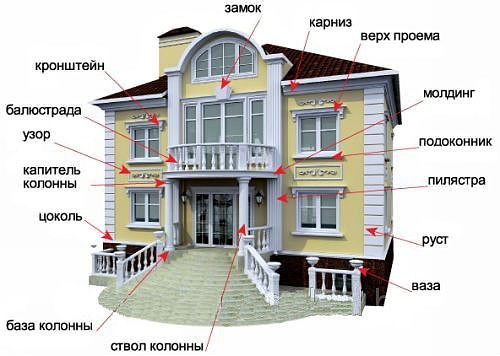 замок
карниз
верх проема
кронштейн
молдинг
балюстрада
узор
подоконник
капитель
колонны
пилястра
цоколь
руст
ваза
база колонны
ствол колонны